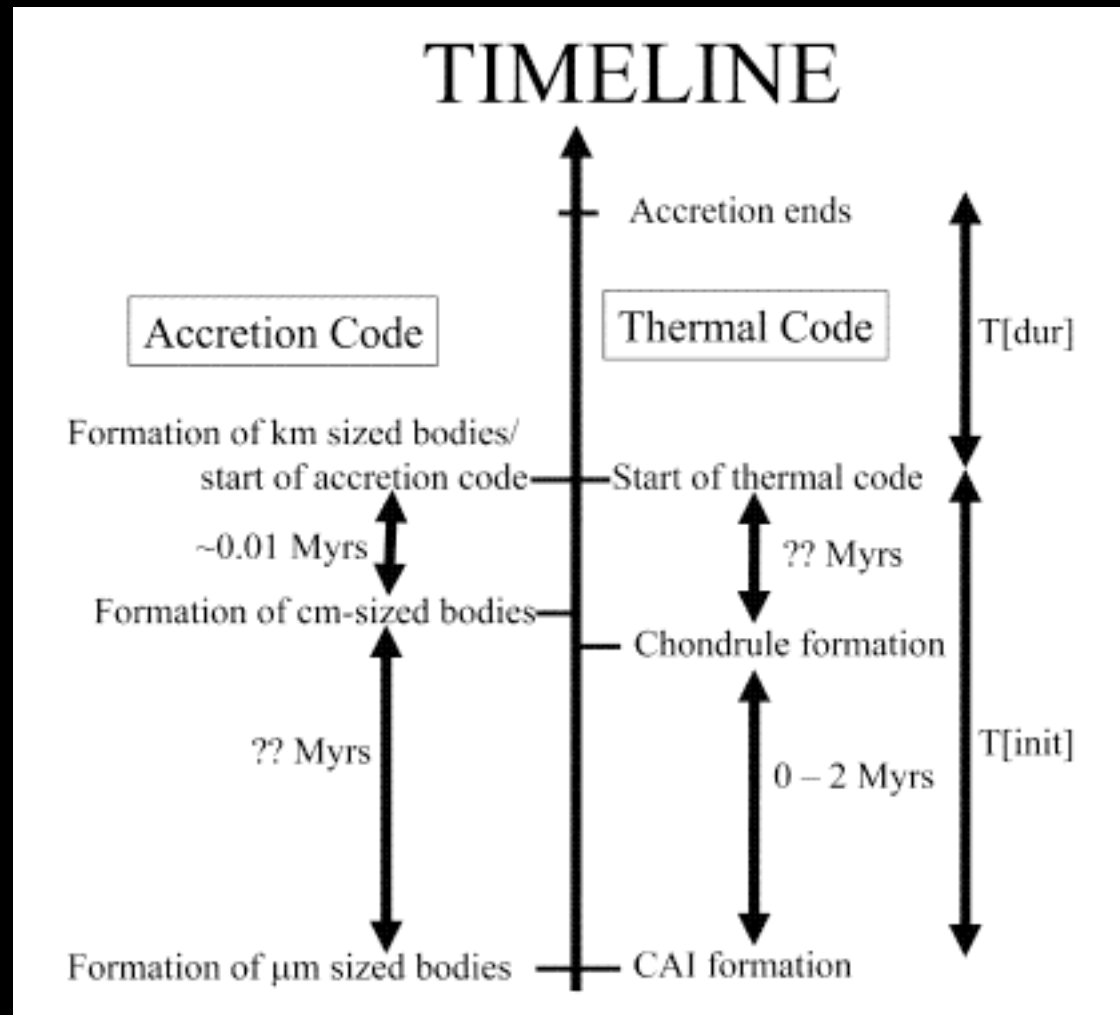 TIMELINE
Accretion ends
Accretion Code
Thermal Code
T[dur]
Formation of km sized bodies/
start of accretion code
Start of thermal code
~0.01 Myrs
?? Myrs
Formation of cm-sized bodies
Chondrule formation
?? Myrs
0 – 2 Myrs
T[init]
Formation of μm sized bodies
CAI formation